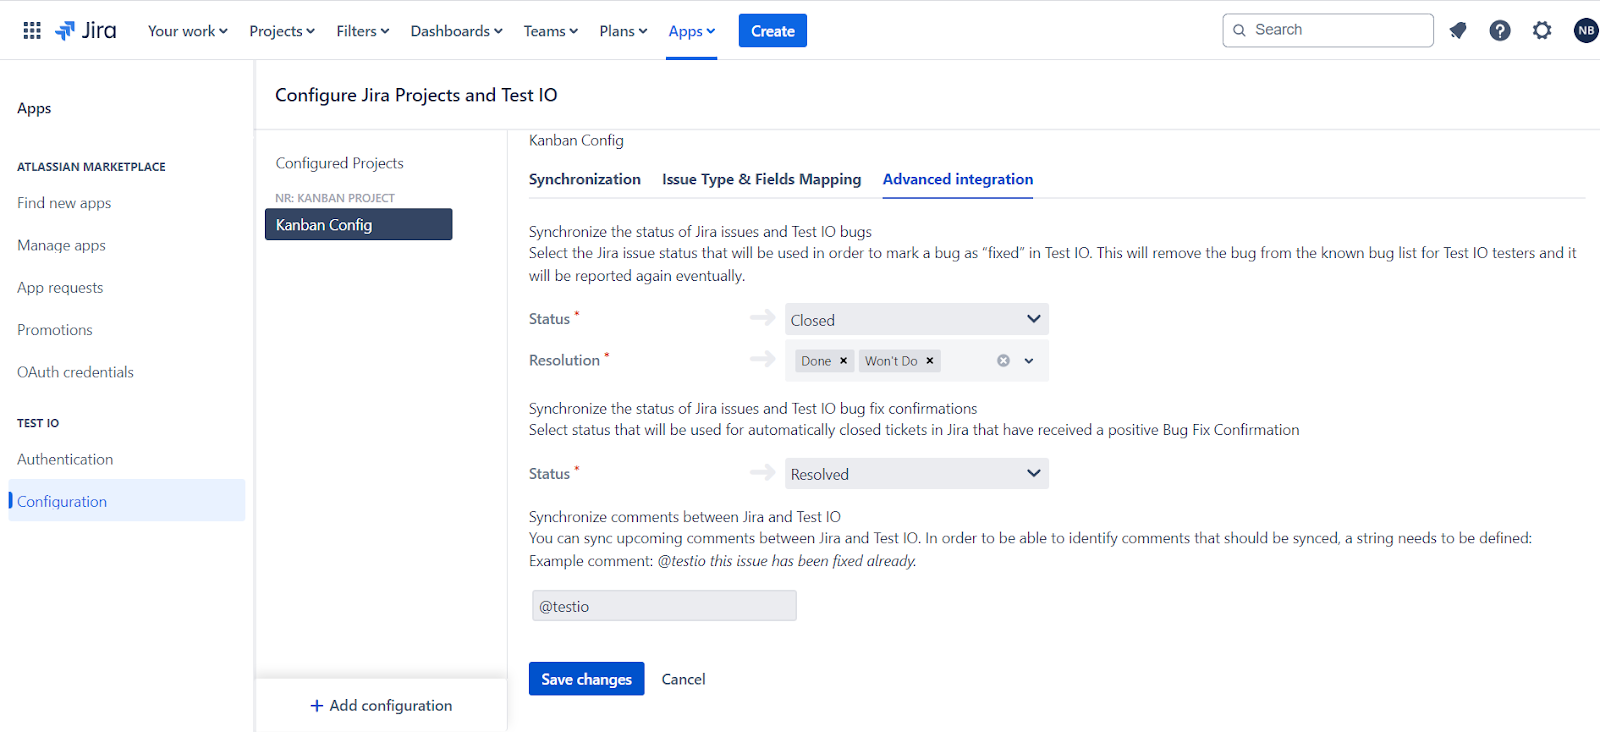 Jira Your work Projects Filters Dashboards Teams Plans Apps Create Search NB
Apps
ATLASSIAN MARKETPLACE
Find new apps
Manage apps
App requests
Promotions
OAuth credentials
TEST IO
Authentication
Configuration
Configure Jira Projects and Test IO
Configured Projects
NR: KANBAN PROJECT
Kanban Config
+ Add configuration
Kanban Config
Synchronization Issue Type & Fields Mapping Advanced integration
Synchronize the status of Jira issues and Test IO bugs
Select the Jira issue status that will be used in order to mark a bug as “fixed” in Test IO. This will remove the bug from the known bug list for Test IO testers and it
will be reported again eventually.
Status * Closed
Resolution * Done Won't Do
Synchronize the status of Jira issues and Test IO bug fix confirmations
Select status that will be used for automatically closed tickets in Jira that have received a positive Bug Fix Confirmation
Status * Resolved
Synchronize comments between Jira and Test IO
You can sync upcoming comments between Jira and Test IO. In order to be able to identify comments that should be synced, a string needs to be defined:
Example comment: @testio this issue has been fixed already.
@testio
Save changes Cancel